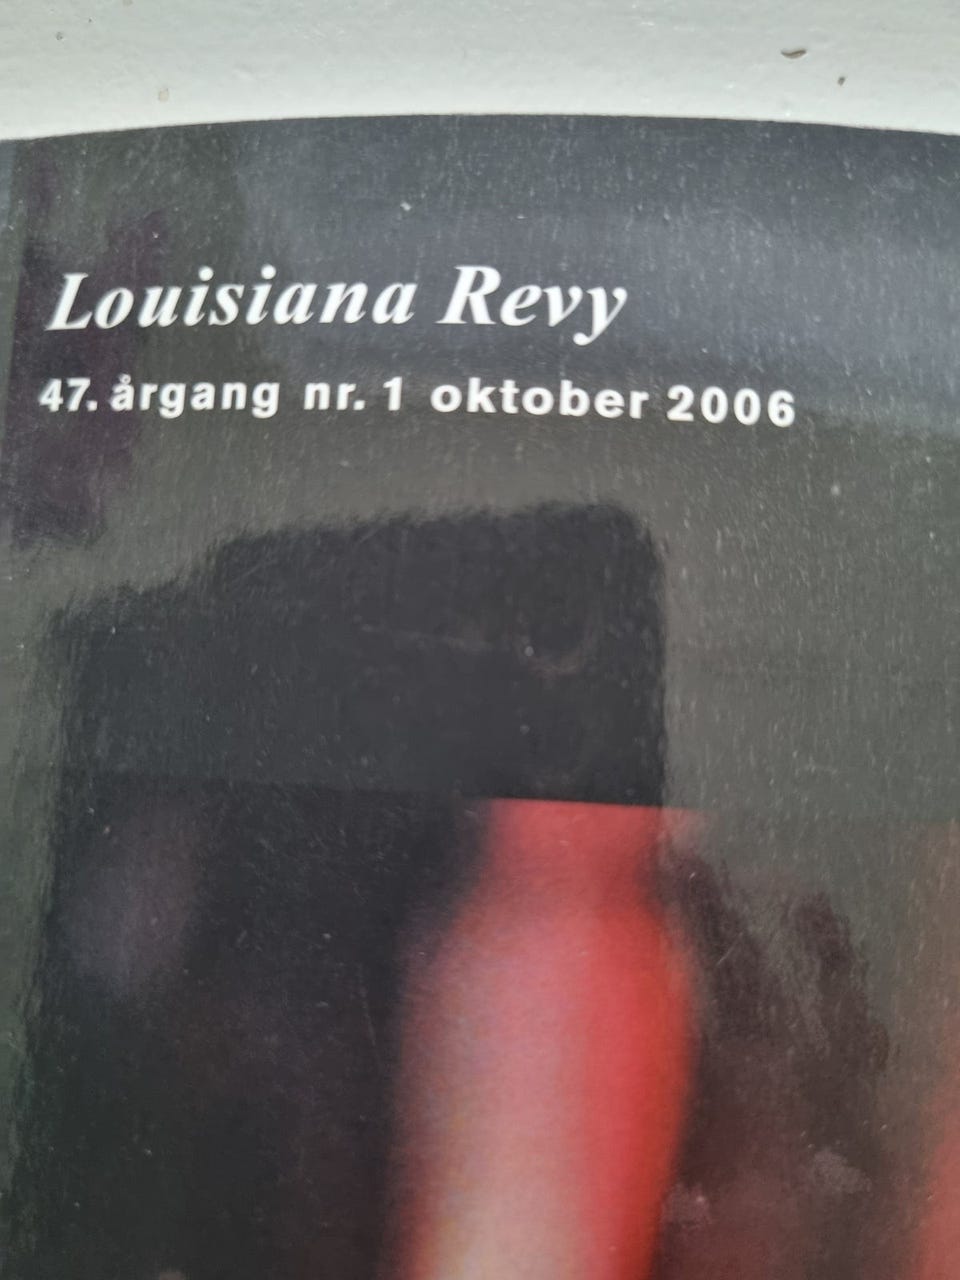 Louisiana Revy
47. årgang nr. 1 oktober 2006